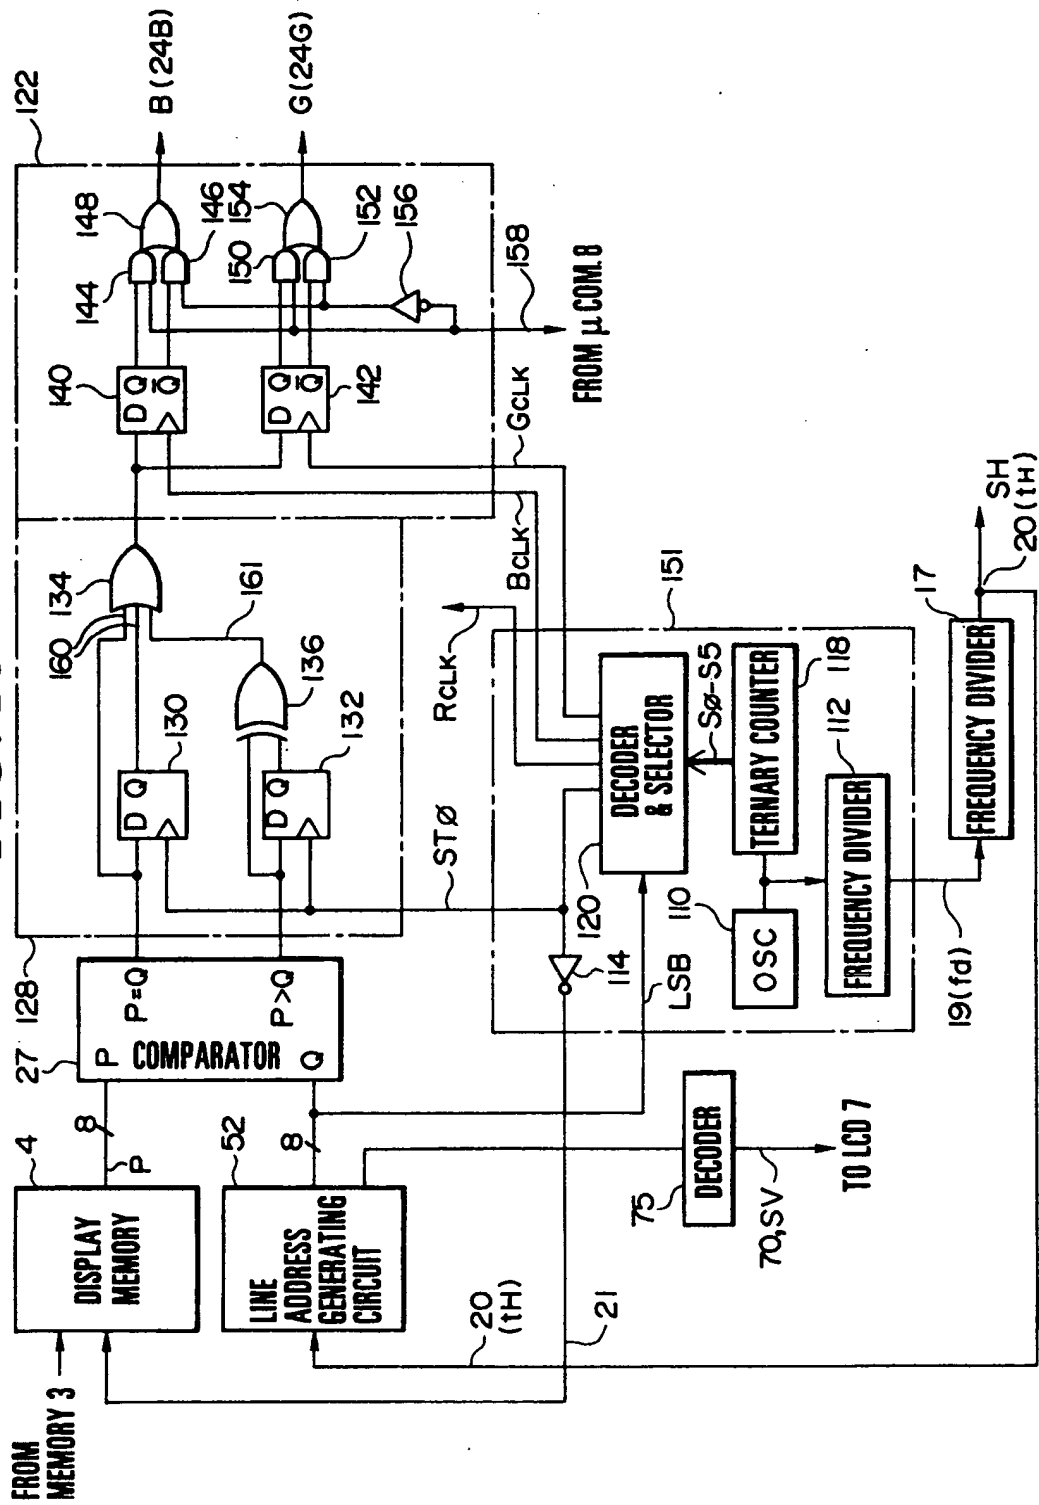 FROM
MEMORY 3
4
DISPLAY
MEMORY
8
P
52
LINE
ADDRESS
GENERATING
CIRCUIT
8
20
(tH)
21
27
P
P=Q
COMPARATOR
P>Q
Q
128
130
D Q
132
D Q
134
160
161
136
STØ
122
140
D Q
Q̅
142
D Q
Q̅
144
148
146
150
154
152
156
158
B(24B)
G(24G)
FROM µ COM.8
GCLK
BCLK
RCLK
151
120
DECODER
& SELECTOR
SØ-S5
TERNARY COUNTER
118
110
OSC
112
FREQUENCY DIVIDER
114
LSB
19(fd)
17
FREQUENCY DIVIDER
SH
20(tH)
75
DECODER
70,SV
TO LCD 7